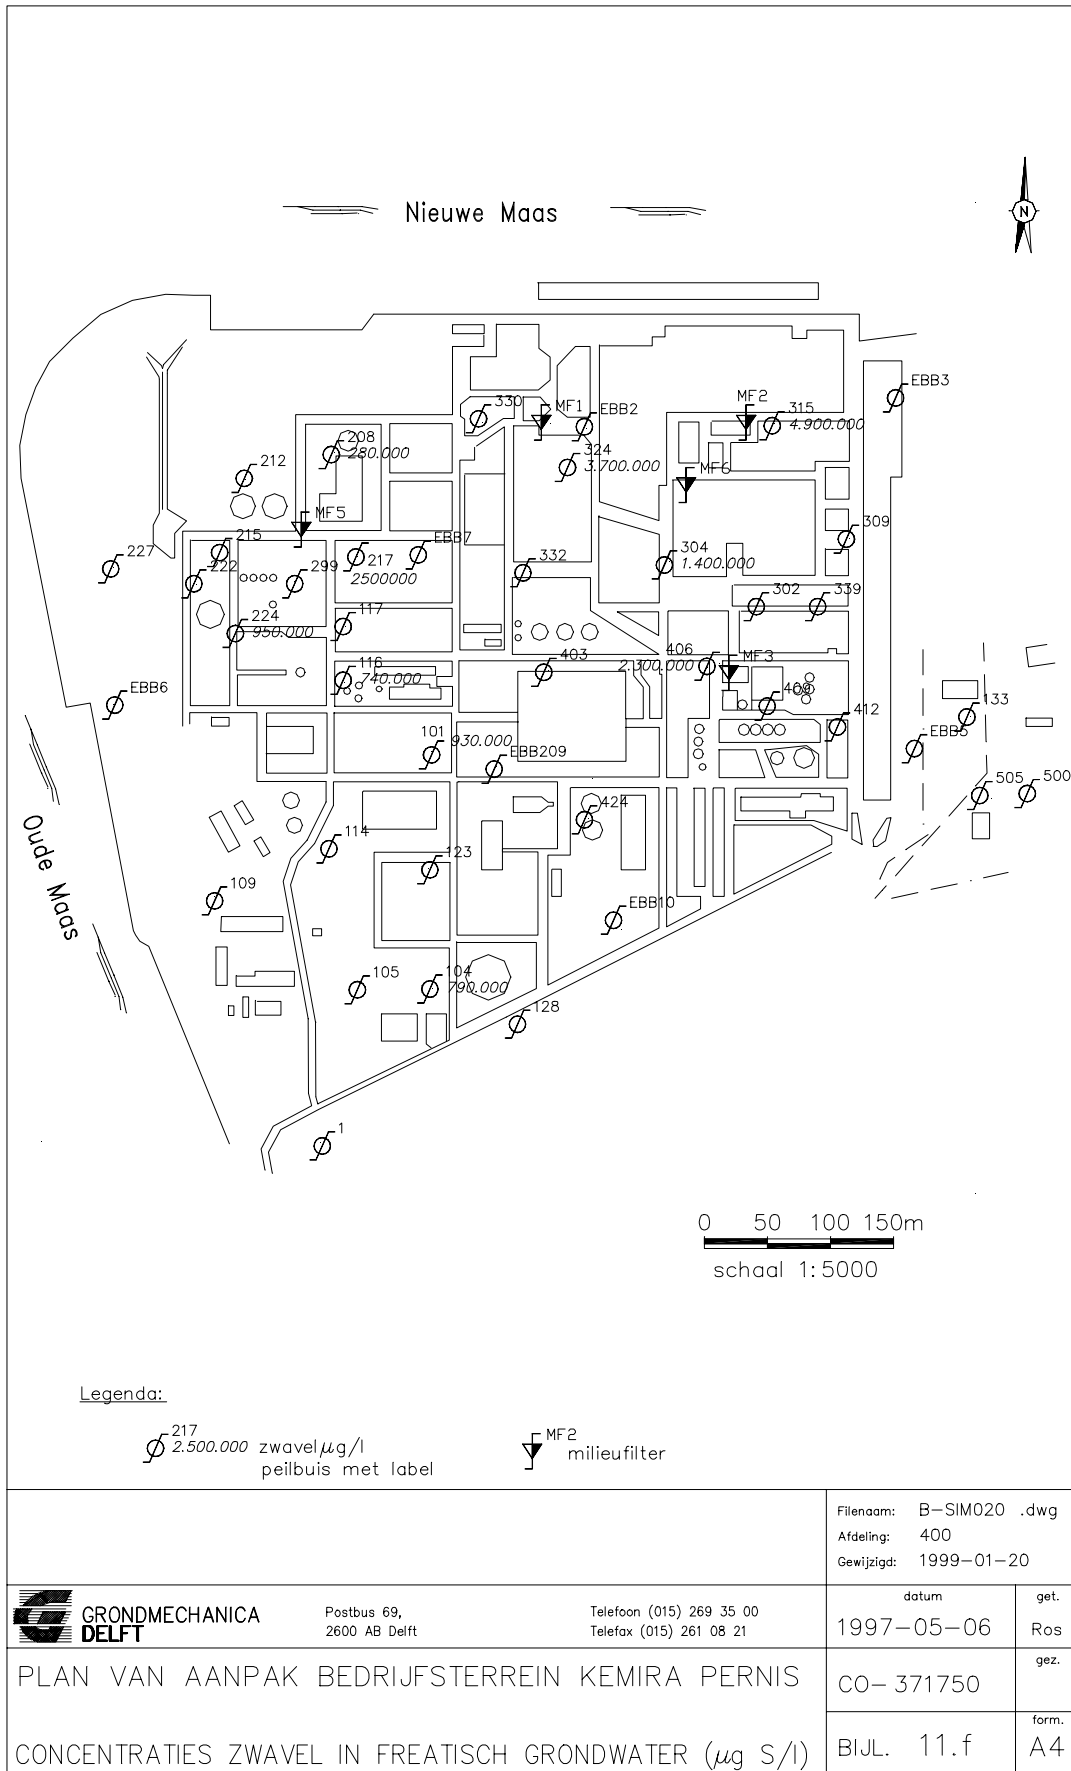 Nieuwe Maas
N
EBB3
330
MF1
EBB2
MF2
315
4.900.000
208
280.000
324
3.700.000
212
MF6
MF5
309
215
EBB7
227
217
2500000
332
304
1.400.000
222
299
302
339
224
950.000
117
116
740.000
403
406
2.300.000
MF3
EBB6
409
133
412
101
930.000
EBB209
EBB5
505
500
Oude Maas
424
114
123
109
EBB10
105
104
790.000
128
1
0 50 100 150m
schaal 1:5000
Legenda:
217
2.500.000 zwavel µg/l
peilbuis met label
MF2
milieufilter
Filenaam: B-SIM020 .dwg
Afdeling: 400
Gewijzigd: 1999-01-20
GRONDMECHANICA
DELFT
Postbus 69,
2600 AB Delft
Telefoon (015) 269 35 00
Telefax (015) 261 08 21
datum
1997-05-06
get.
Ros
PLAN VAN AANPAK BEDRIJFSTERREIN KEMIRA PERNIS
CO-371750
gez.
CONCENTRATIES ZWAVEL IN FREATISCH GRONDWATER (µg S/l)
BIJL. 11.f
form.
A4